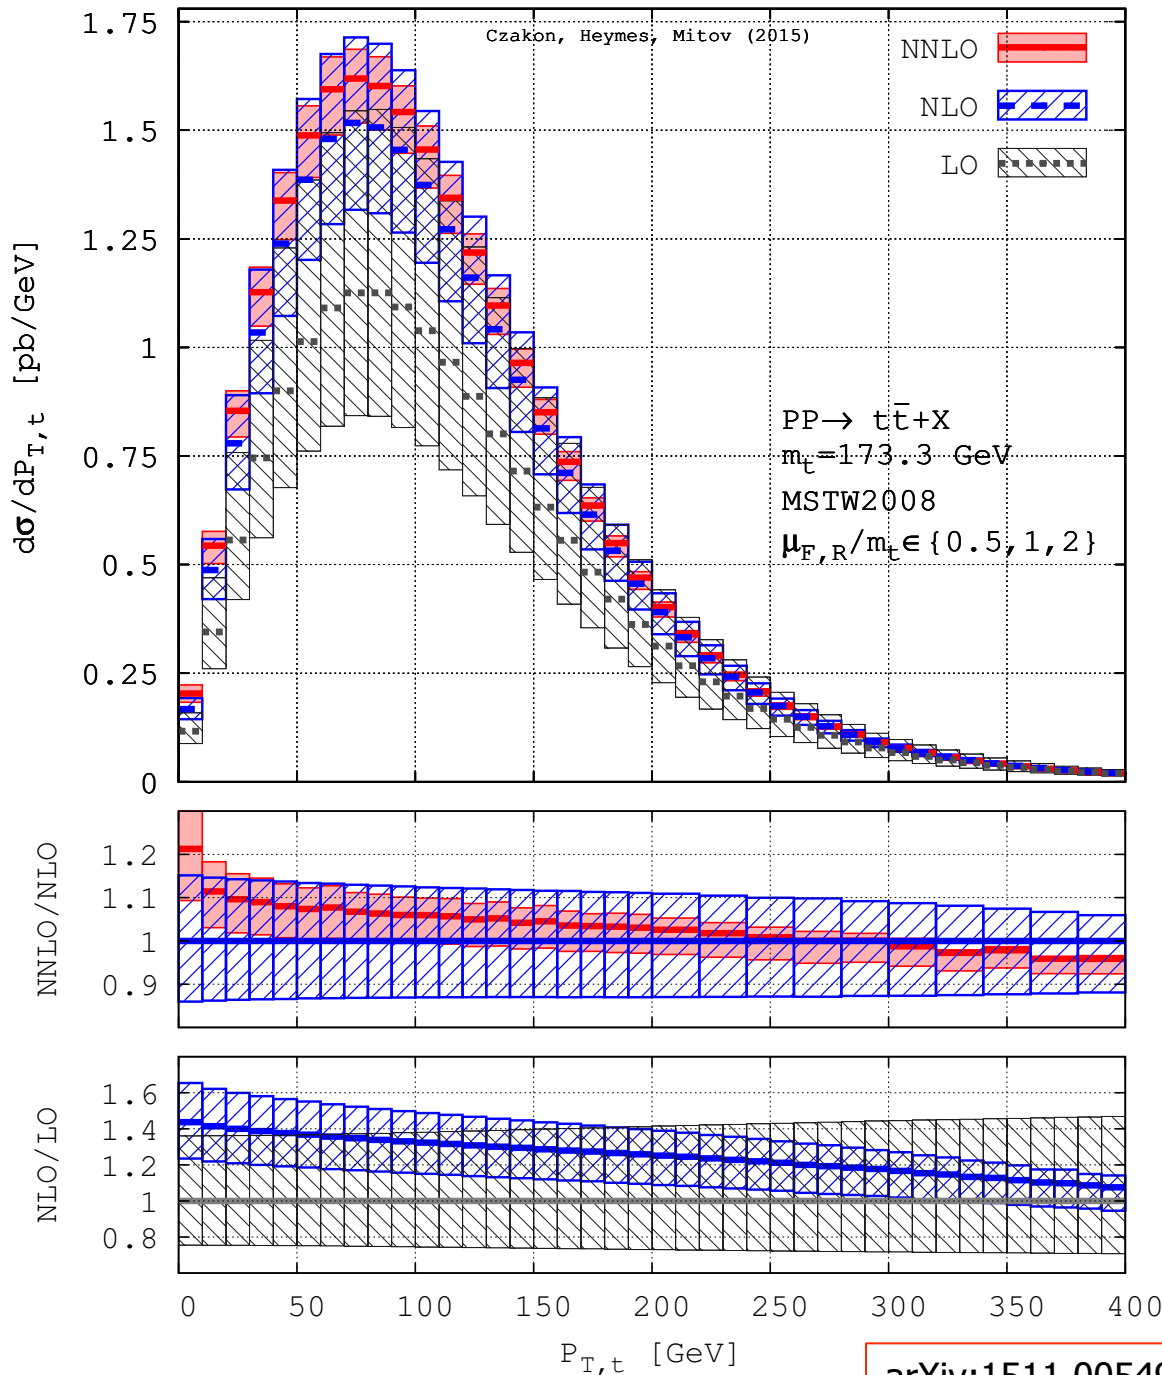 Czakon, Heymes, Mitov (2015)
NNLO
NLO
LO
1.75
1.5
1.25
1
0.75
0.5
0.25
0
dσ/dP_T,t [pb/GeV]
PP→ tt̄+X
m_t=173.3 GeV
MSTW2008
μ_F,R/m_t∈{0.5,1,2}
NNLO/NLO
1.2
1.1
1
0.9
NLO/LO
1.6
1.4
1.2
1
0.8
0 50 100 150 200 250 300 350 400
P_T,t [GeV]